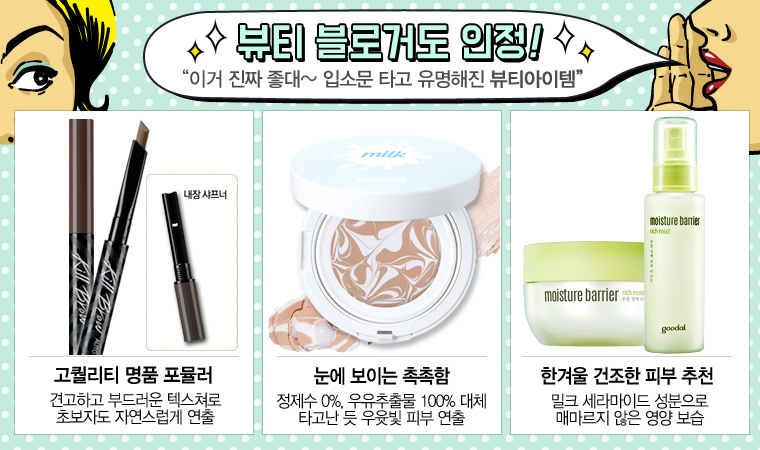 뷰티 블로거도 인정!
“이거 진짜 좋대~ 입소문 타고 유명해진 뷰티아이템”
내장 샤프너
Kill Brow
Kill Brow AUTO
milk
moisture barrier
rich mist
moisture barrier
rich mois
goodal
고퀄리티 명품 포뮬러
견고하고 부드러운 텍스쳐로
초보자도 자연스럽게 연출
눈에 보이는 촉촉함
정제수 0%, 우유추출물 100% 대체
타고난 듯 우윳빛 피부 연출
한겨울 건조한 피부 추천
밀크 세라마이드 성분으로
매마르지 않은 영양 보습